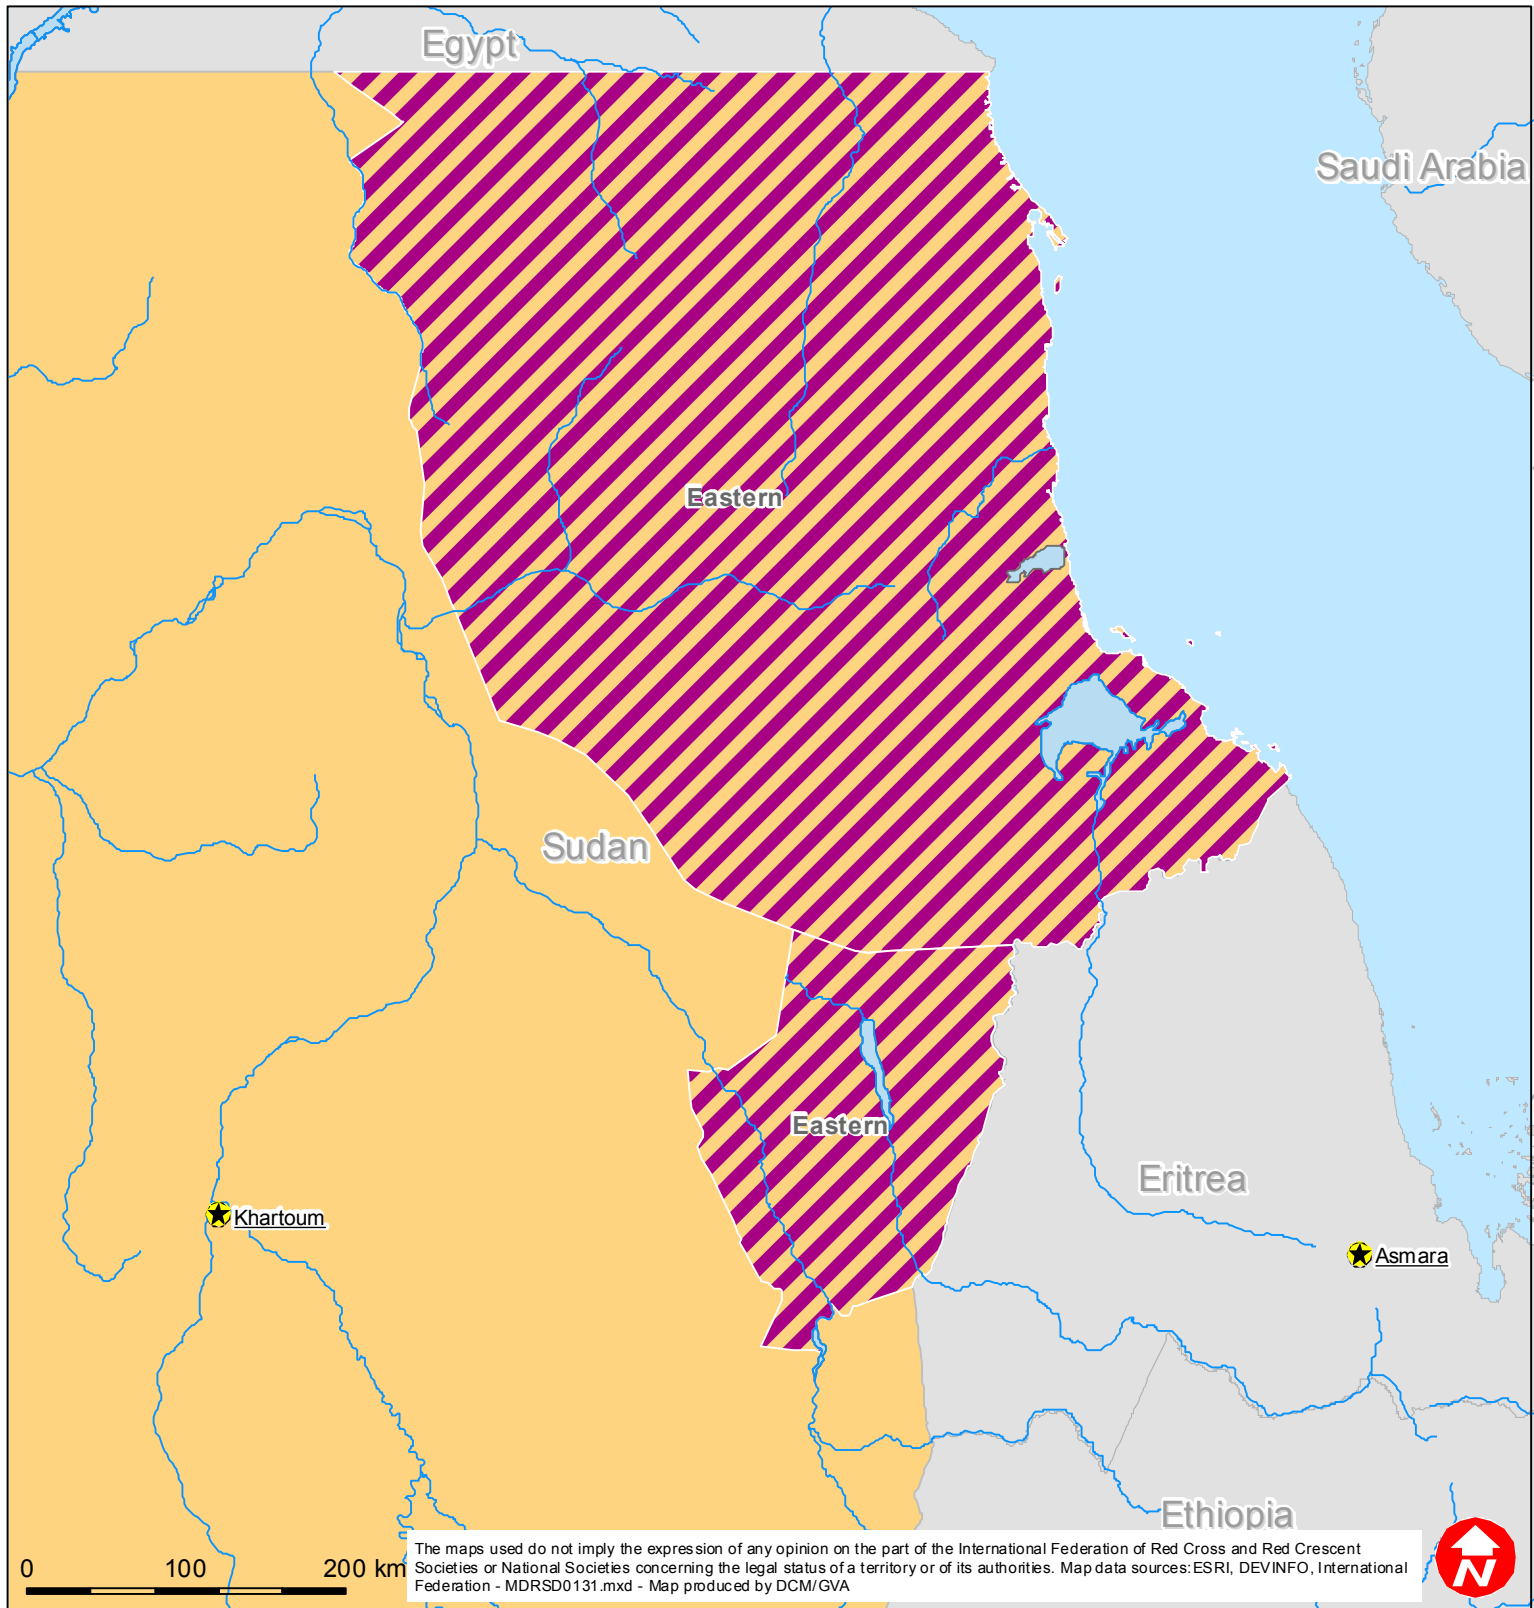 Egypt
Saudi Arabia
Eastern
Sudan
Eastern
Eritrea
Khartoum
Asmara
Ethiopia
0 100 200 km
The maps used do not imply the expression of any opinion on the part of the International Federation of Red Cross and Red Crescent
Societies or National Societies concerning the legal status of a territory or of its authorities. Map data sources: ESRI, DEVINFO, International
Federation - MDRSD0131.mxd - Map produced by DCM/GVA
N